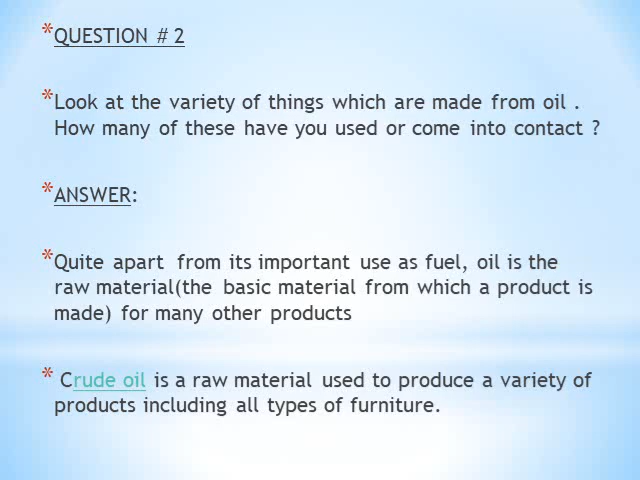 *QUESTION # 2
*Look at the variety of things which are made from oil .
How many of these have you used or come into contact ?
*ANSWER:
*Quite apart from its important use as fuel, oil is the
raw material(the basic material from which a product is
made) for many other products
* Crude oil is a raw material used to produce a variety of
products including all types of furniture.